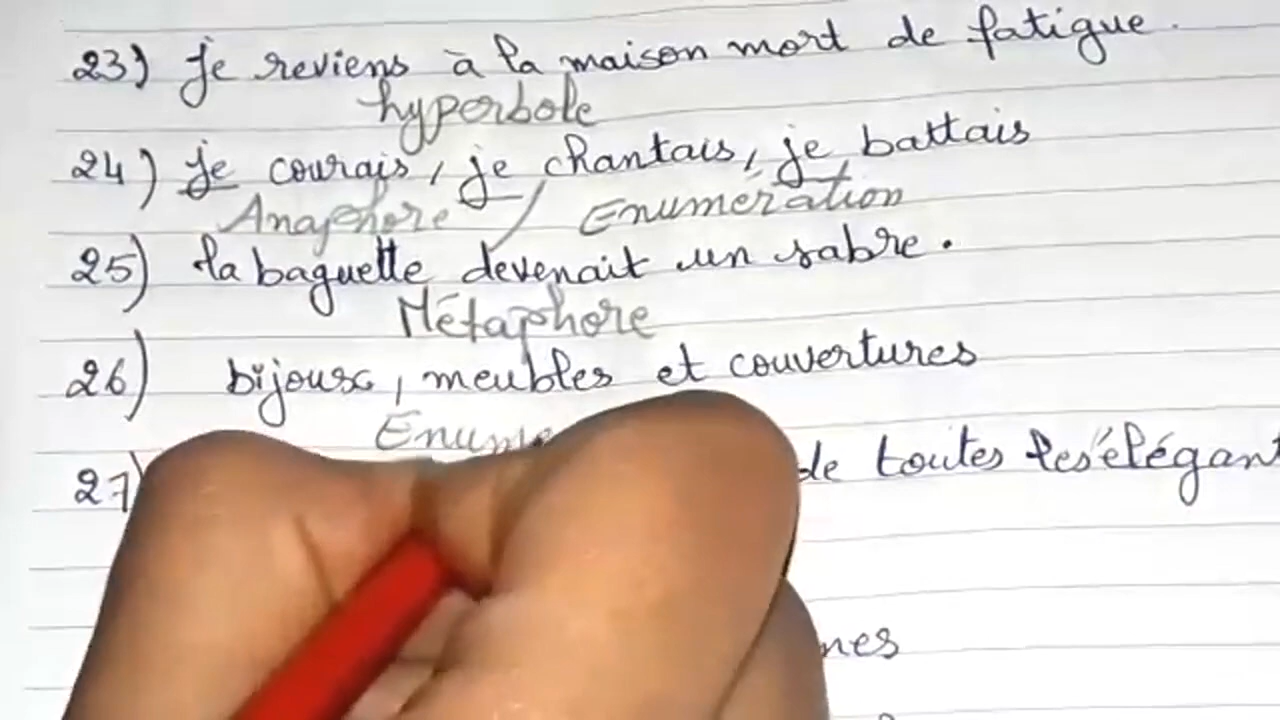 23) Je reviens à la maison mort de fatigue.
hyperbole
24) Je courais, je chantais, je battais
Anaphore / Enumération
25) la baguette devenait un sabre.
Métaphore
26) bijoux, meubles et couvertures
Enume
27) de toutes les élégant
nes